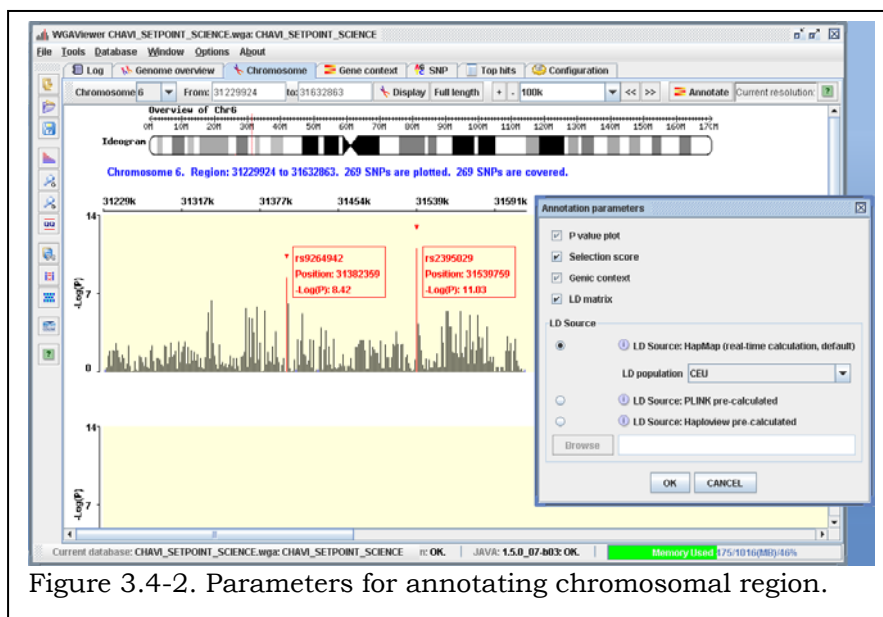 WGAViewer CHAVI_SETPOINT_SCIENCE.wga: CHAVI_SETPOINT_SCIENCE
File Tools Database Window Options About
Log Genome overview Chromosome Gene context SNP Top hits Configuration
Chromosome 6 From: 31229924 to: 31632863 Display Full length + - 100k << >> Annotate Current resolution: ?
Overview of Chr6
0M 10M 20M 30M 40M 50M 60M 70M 80M 90M 100M 110M 120M 130M 140M 150M 160M 17CM
Ideogram
Chromosome 6. Region: 31229924 to 31632863. 269 SNPs are plotted. 269 SNPs are covered.
31229k 31317k 31377k 31454k 31539k 31591k
14
rs9264942
Position: 31382359
-Log(P): 8.42
rs2395029
Position: 31539759
-Log(P): 11.03
-Log(P)
7
0
14
-Log(P)
7
Annotation parameters
P value plot
Selection score
Genic context
LD matrix
LD Source
LD Source: HapMap (real-time calculation, default)
LD population CEU
LD Source: PLINK pre-calculated
LD Source: Haploview pre-calculated
Browse
OK CANCEL
Current database: CHAVI_SETPOINT_SCIENCE.wga: CHAVI_SETPOINT_SCIENCE n: OK. JAVA: 1.5.0_07-b03: OK. Memory Used 175/1016(MB)/46%
Figure 3.4-2. Parameters for annotating chromosomal region.